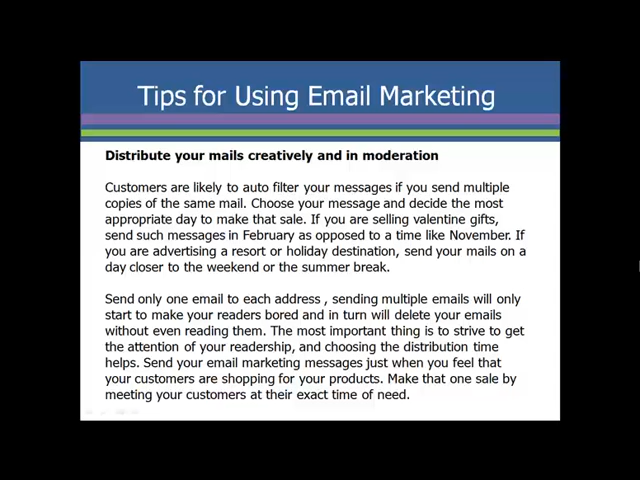 Tips for Using Email Marketing
Distribute your mails creatively and in moderation
Customers are likely to auto filter your messages if you send multiple
copies of the same mail. Choose your message and decide the most
appropriate day to make that sale. If you are selling valentine gifts,
send such messages in February as opposed to a time like November. If
you are advertising a resort or holiday destination, send your mails on a
day closer to the weekend or the summer break.
Send only one email to each address , sending multiple emails will only
start to make your readers bored and in turn will delete your emails
without even reading them. The most important thing is to strive to get
the attention of your readership, and choosing the distribution time
helps. Send your email marketing messages just when you feel that
your customers are shopping for your products. Make that one sale by
meeting your customers at their exact time of need.